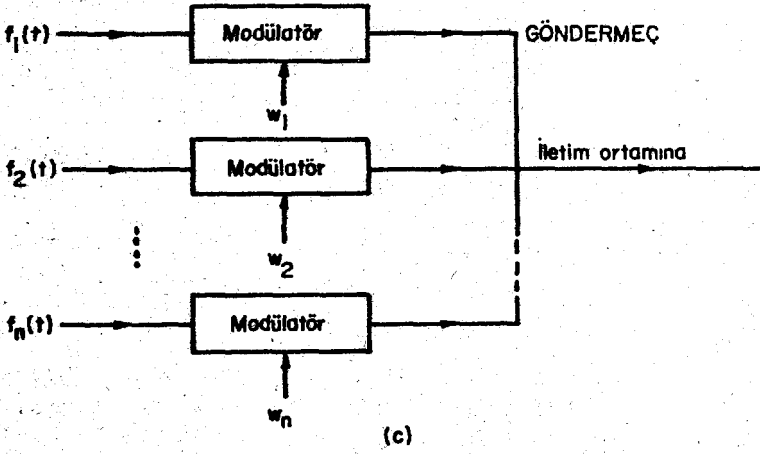 f₁(t) Modülatör GÖNDERMEÇ
w₁
f₂(t) Modülatör İletim ortamına
w₂
fₙ(t) Modülatör
wₙ
(c)